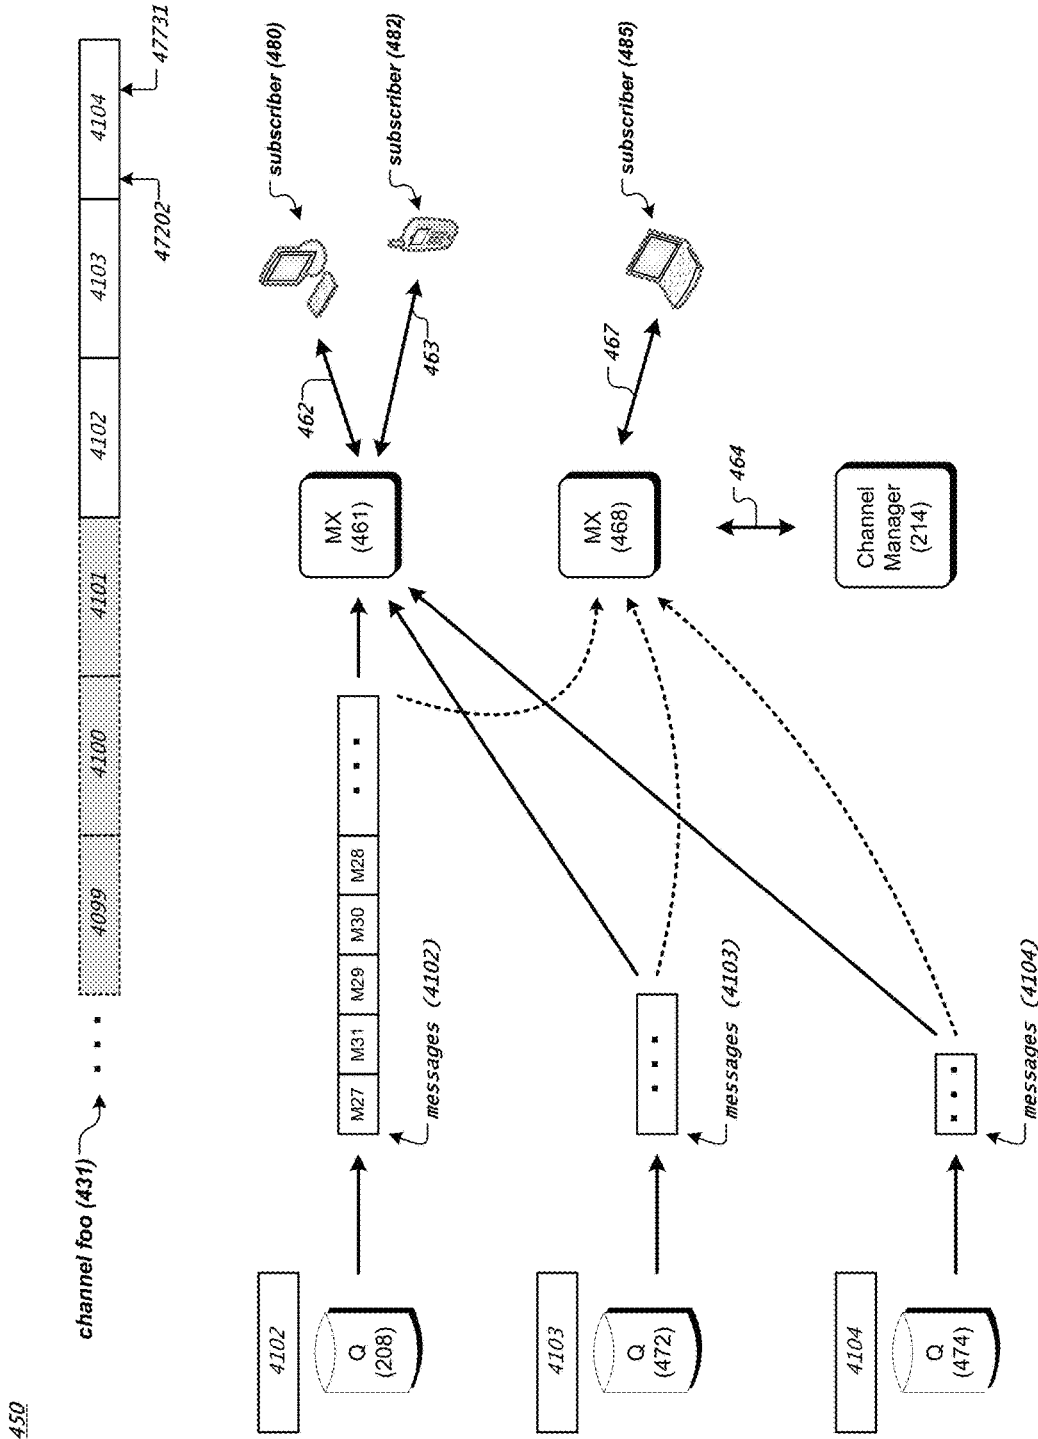 450
channel foo (431)
4099
4100
4101
4102
4103
4104
47202
47731
4102
Q
(208)
M27
M31
M29
M30
M28
messages (4102)
MX
(461)
462
463
subscriber (480)
subscriber (482)
4103
Q
(472)
messages (4103)
MX
(468)
467
subscriber (485)
464
4104
Q
(474)
messages (4104)
Channel
Manager
(214)